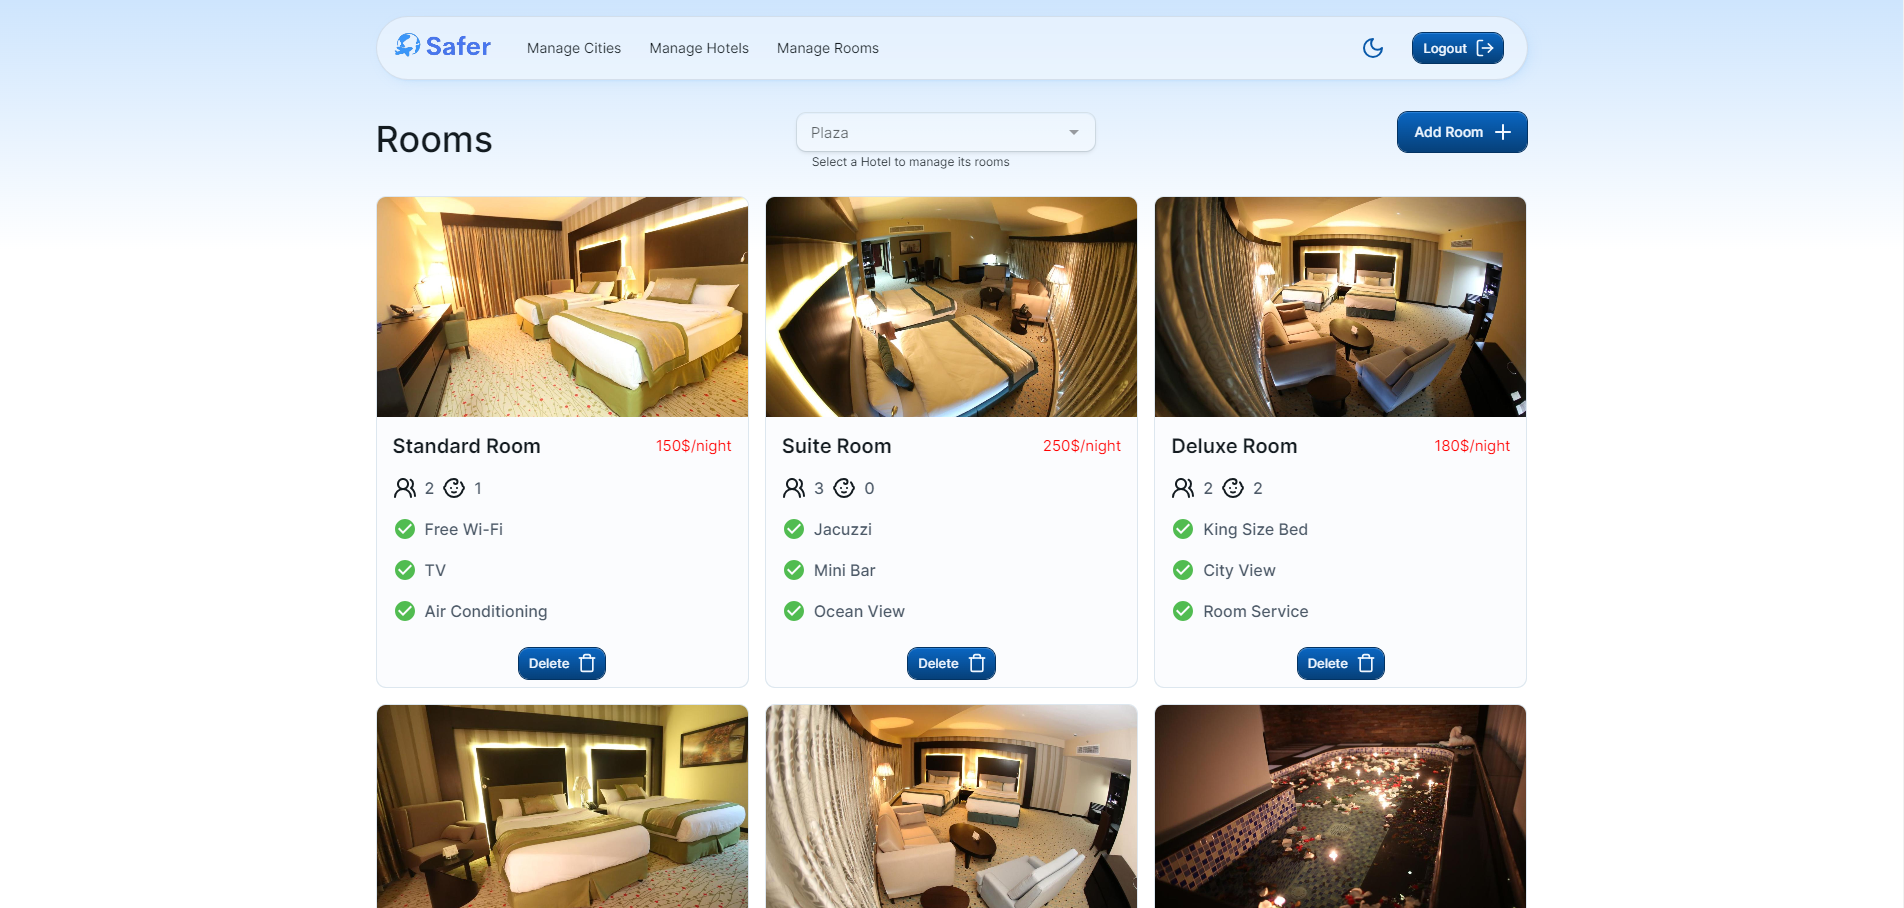 Safer
Manage Cities
Manage Hotels
Manage Rooms
Logout
Rooms
Plaza
Select a Hotel to manage its rooms
Add Room
Standard Room
150$/night
2
1
Free Wi-Fi
TV
Air Conditioning
Delete
Suite Room
250$/night
3
0
Jacuzzi
Mini Bar
Ocean View
Delete
Deluxe Room
180$/night
2
2
King Size Bed
City View
Room Service
Delete